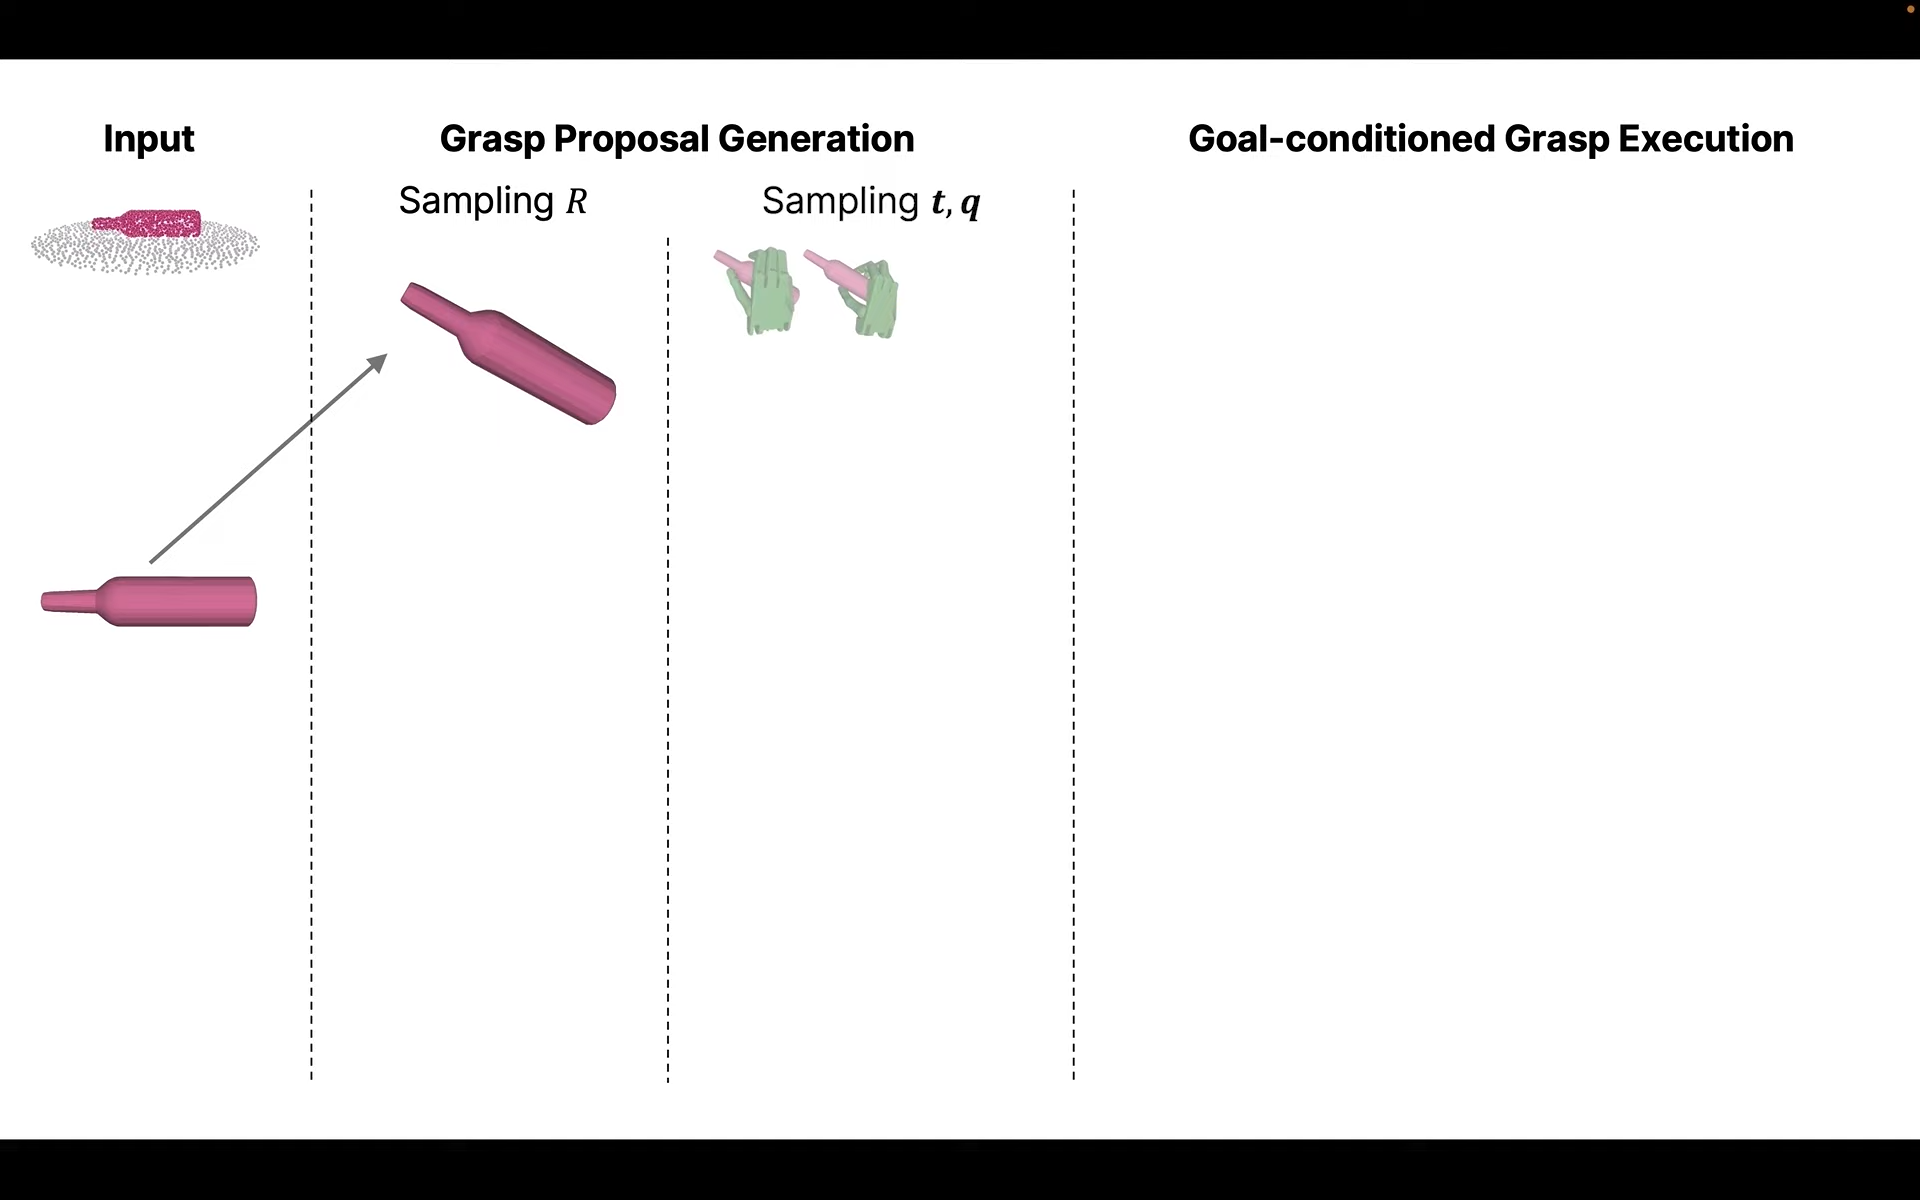 Input
Grasp Proposal Generation
Goal-conditioned Grasp Execution
Sampling R
Sampling t, q